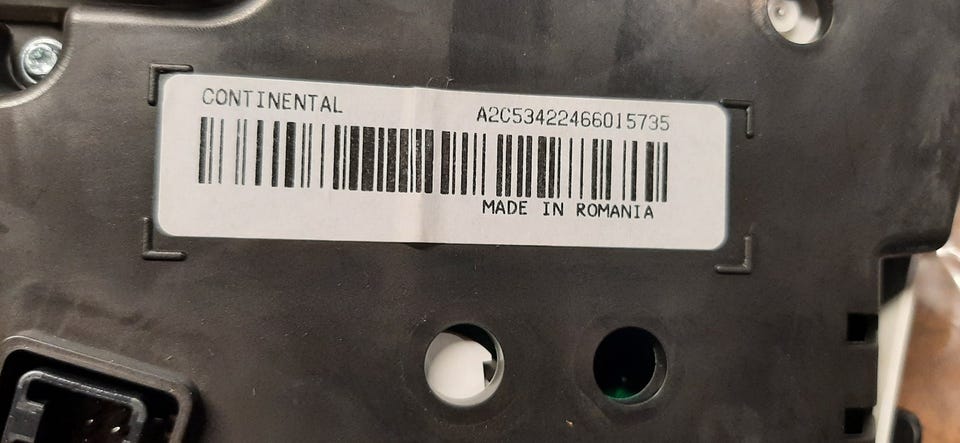 CONTINENTAL
A2C53422466015735
MADE IN ROMANIA